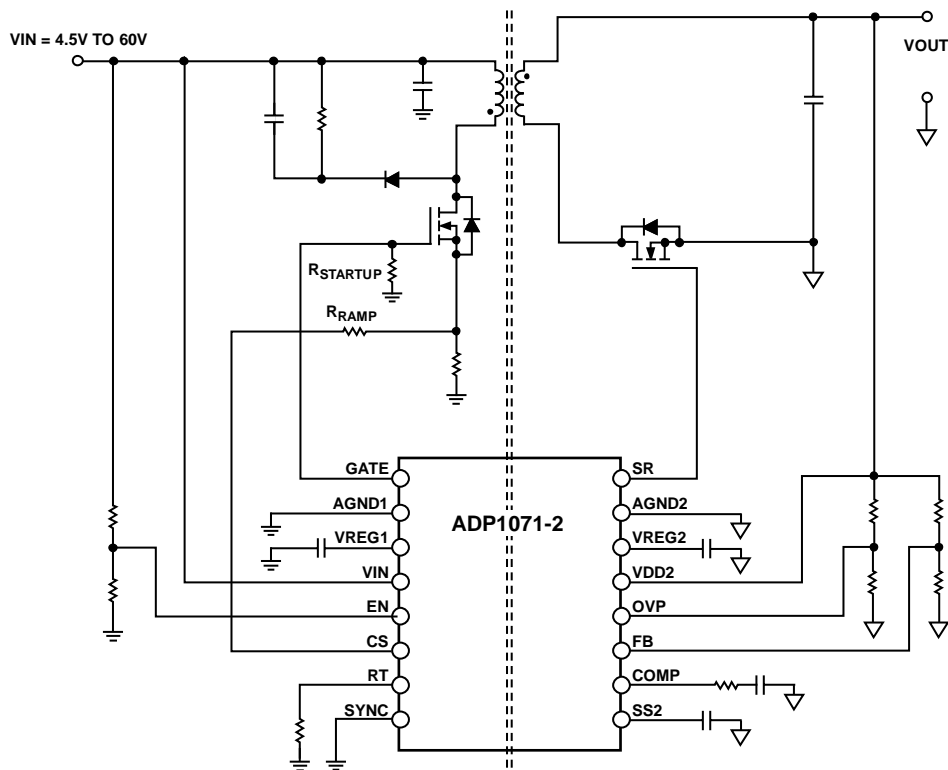 VIN = 4.5V TO 60V
VOUT
RSTARTUP
RRAMP
GATE
SR
AGND1
AGND2
ADP1071-2
VREG1
VREG2
VIN
VDD2
EN
OVP
CS
FB
RT
COMP
SYNC
SS2